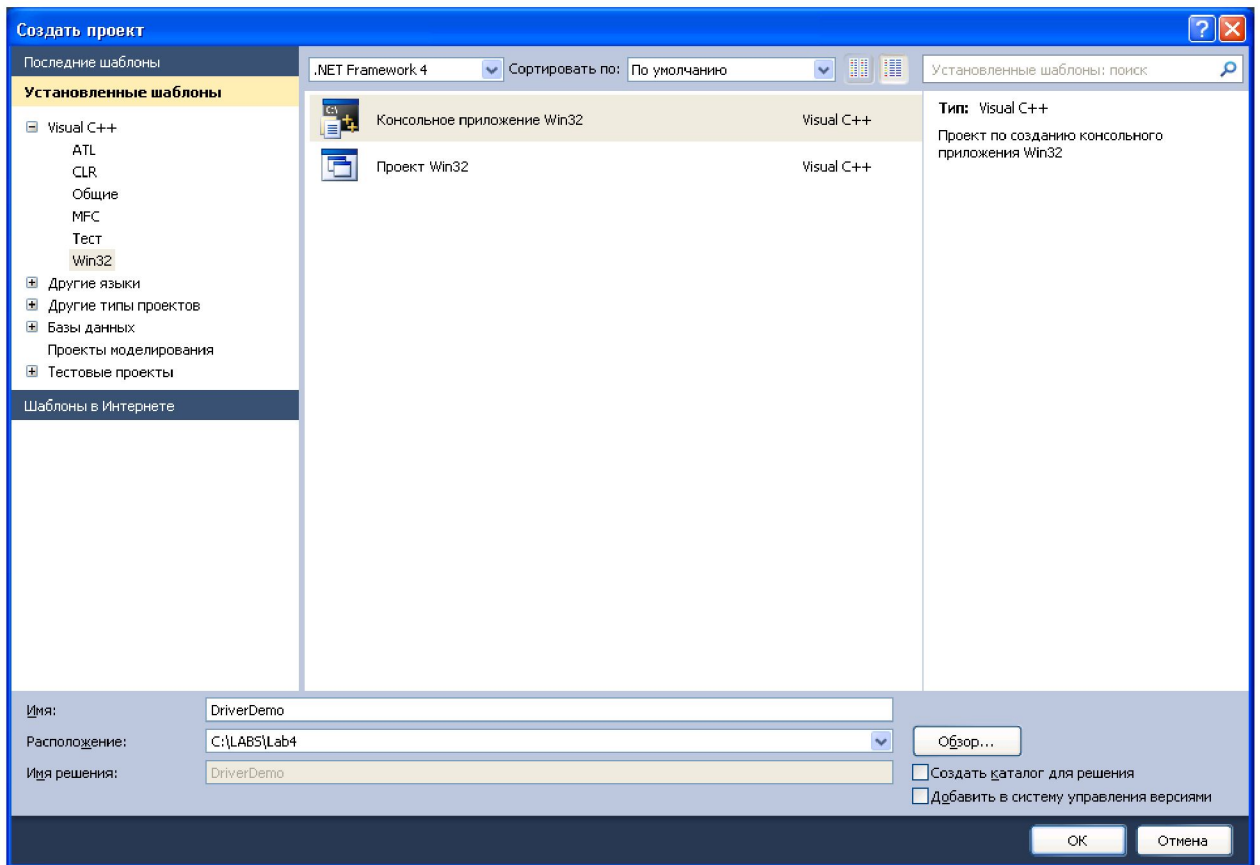 Создать проект
Последние шаблоны
Установленные шаблоны
Visual C++
ATL
CLR
Общие
MFC
Тест
Win32
Другие языки
Другие типы проектов
Базы данных
Проекты моделирования
Тестовые проекты
Шаблоны в Интернете
.NET Framework 4 Сортировать по: По умолчанию
Установленные шаблоны: поиск
C:\
Консольное приложение Win32 Visual C++
Проект Win32 Visual C++
Тип: Visual C++
Проект по созданию консольного
приложения Win32
Имя: DriverDemo
Расположение: C:\LABS\Lab4
Обзор...
Имя решения: DriverDemo
Создать каталог для решения
Добавить в систему управления версиями
ОК Отмена